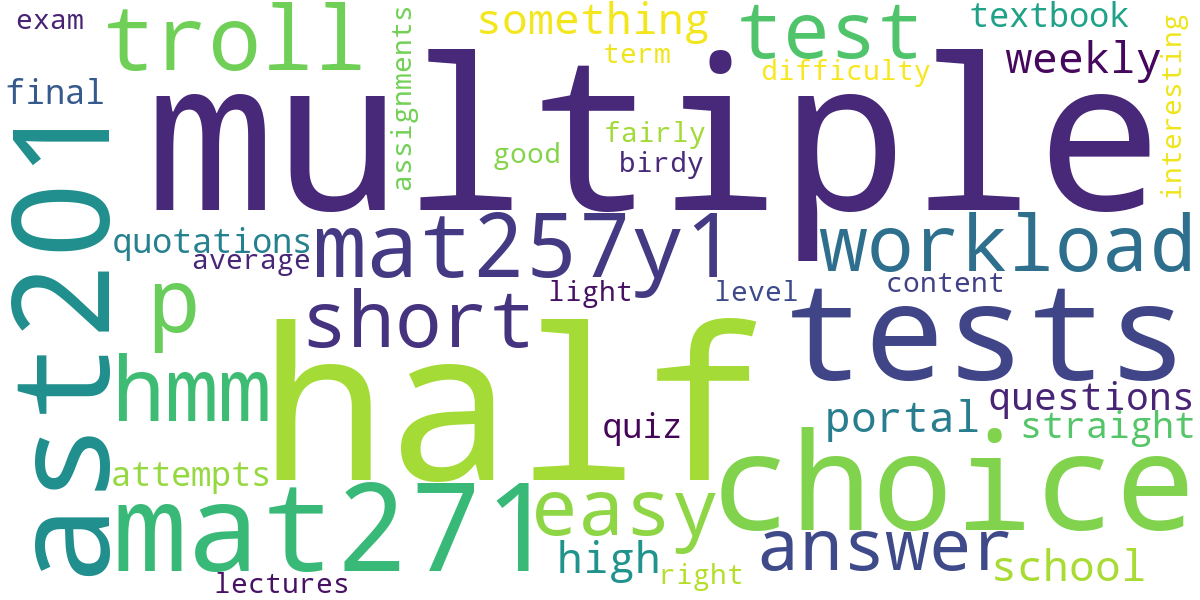 exam
troll
assignments
something
term
test
difficulty
textbook
weekly
interesting
final
multiple
fairly
good
birdy
ast201
quotations
average
mat257y1
workload
p
short
light
level
content
tests
hmm
half
quiz
portal
questions
straight
attempts
choice
mat271
easy
high
right
answer
school
lectures